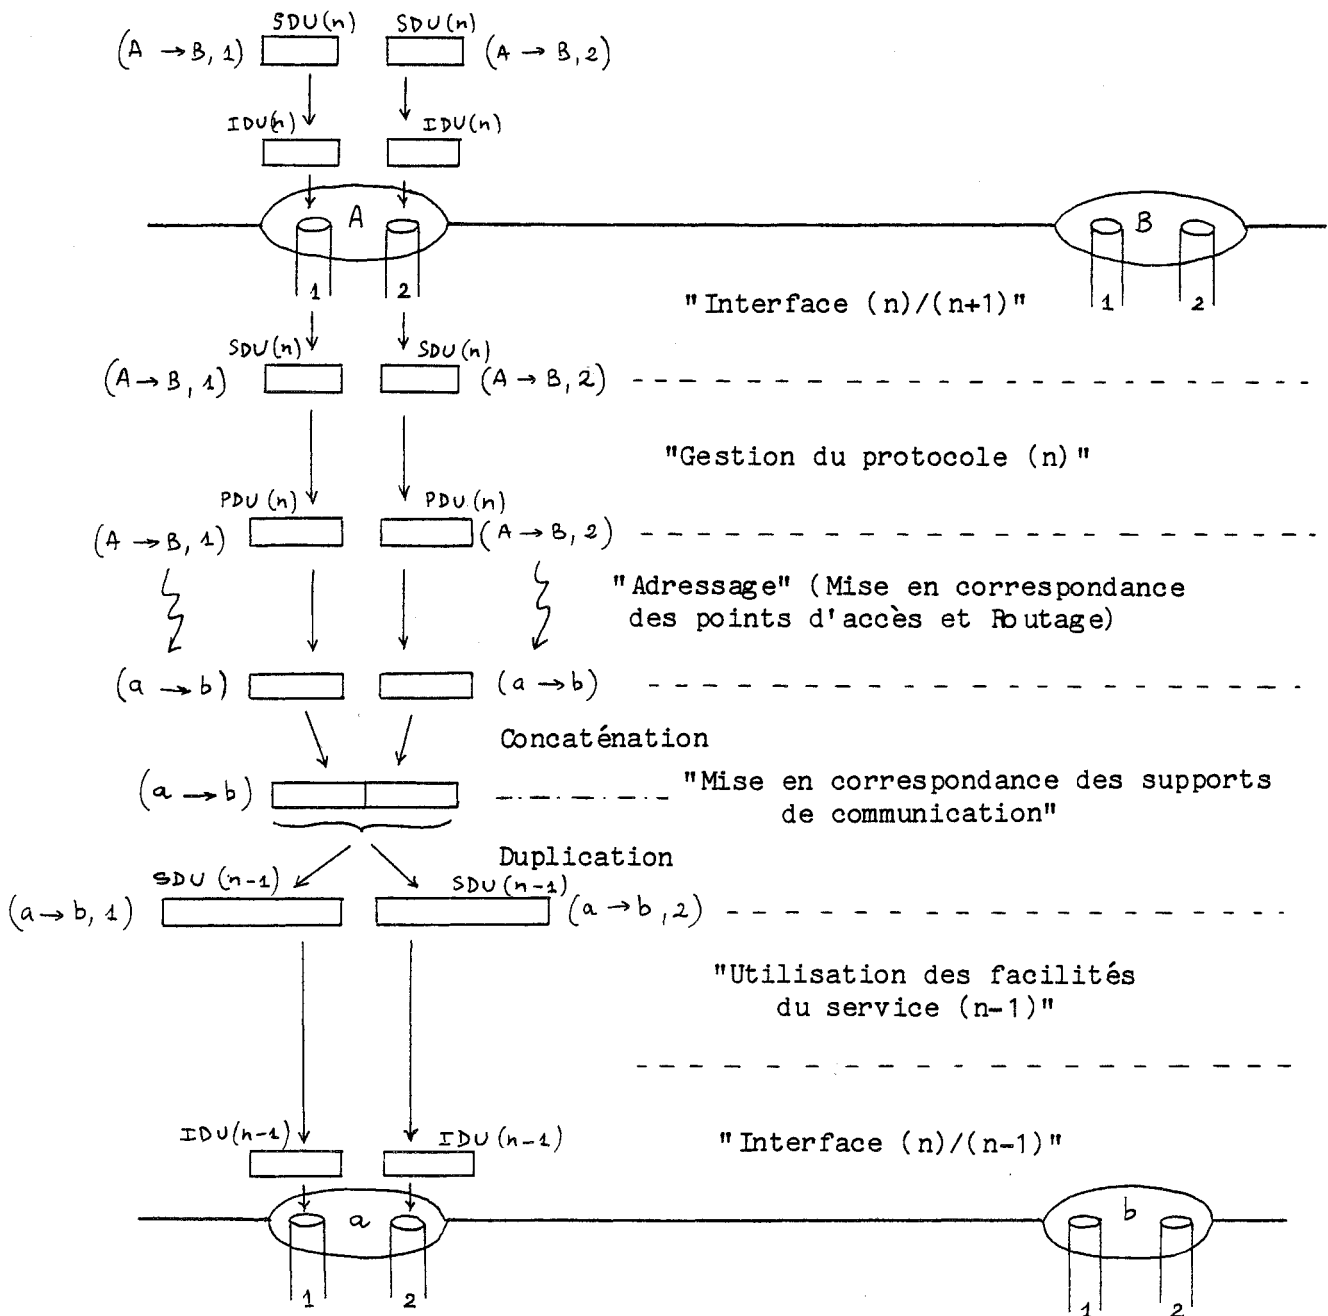 SDU(n) SDU(n)
(A → B, 1) (A → B, 2)
IDU(n) IDU(n)
A B
1 2 "Interface (n)/(n+1)" 1 2
SDU(n) SDU(n)
(A → B, 1) (A → B, 2)
"Gestion du protocole (n)"
PDU(n) PDU(n)
(A → B, 1) (A → B, 2)
"Adressage" (Mise en correspondance
des points d'accès et Routage)
(a → b) (a → b)
Concaténation
(a → b) "Mise en correspondance des supports
de communication"
Duplication
SDU(n-1) SDU(n-1)
(a → b, 1) (a → b, 2)
"Utilisation des facilités
du service (n-1)"
IDU(n-1) IDU(n-1) "Interface (n)/(n-1)"
a b
1 2 1 2